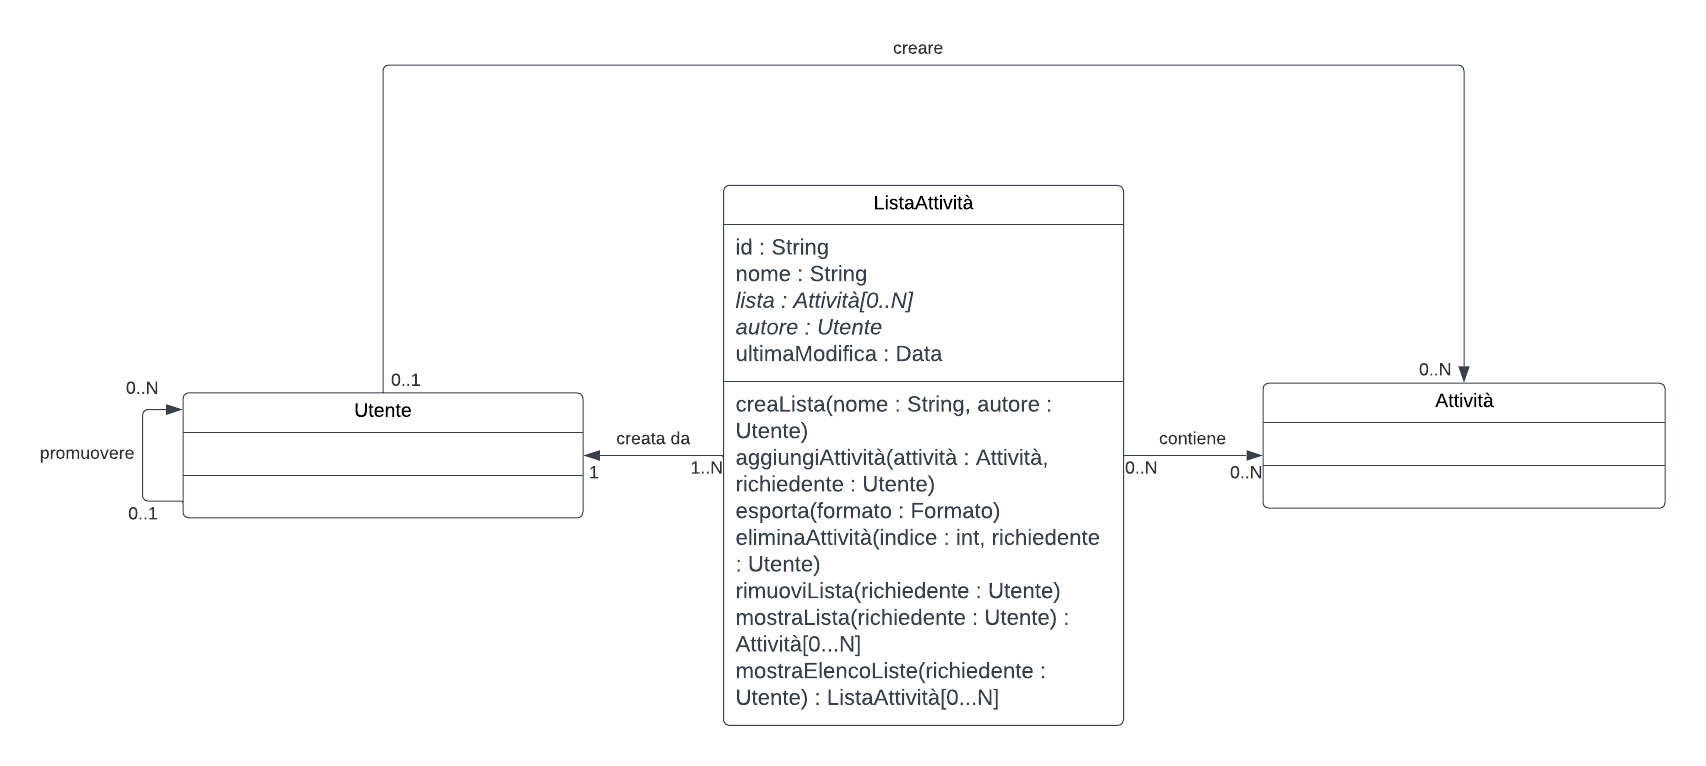 creare
ListaAttività
id : String
nome : String
lista : Attività[0..N]
autore : Utente
ultimaModifica : Data
creaLista(nome : String, autore :
Utente)
aggiungiAttività(attività : Attività,
richiedente : Utente)
esporta(formato : Formato)
eliminaAttività(indice : int, richiedente
: Utente)
rimuoviLista(richiedente : Utente)
mostraLista(richiedente : Utente) :
Attività[0...N]
mostraElencoListe(richiedente :
Utente) : ListaAttività[0...N]
0..N
0..1
Utente
promuovere
0..1
creata da
1
1..N
contiene
0..N
0..N
0..N
Attività